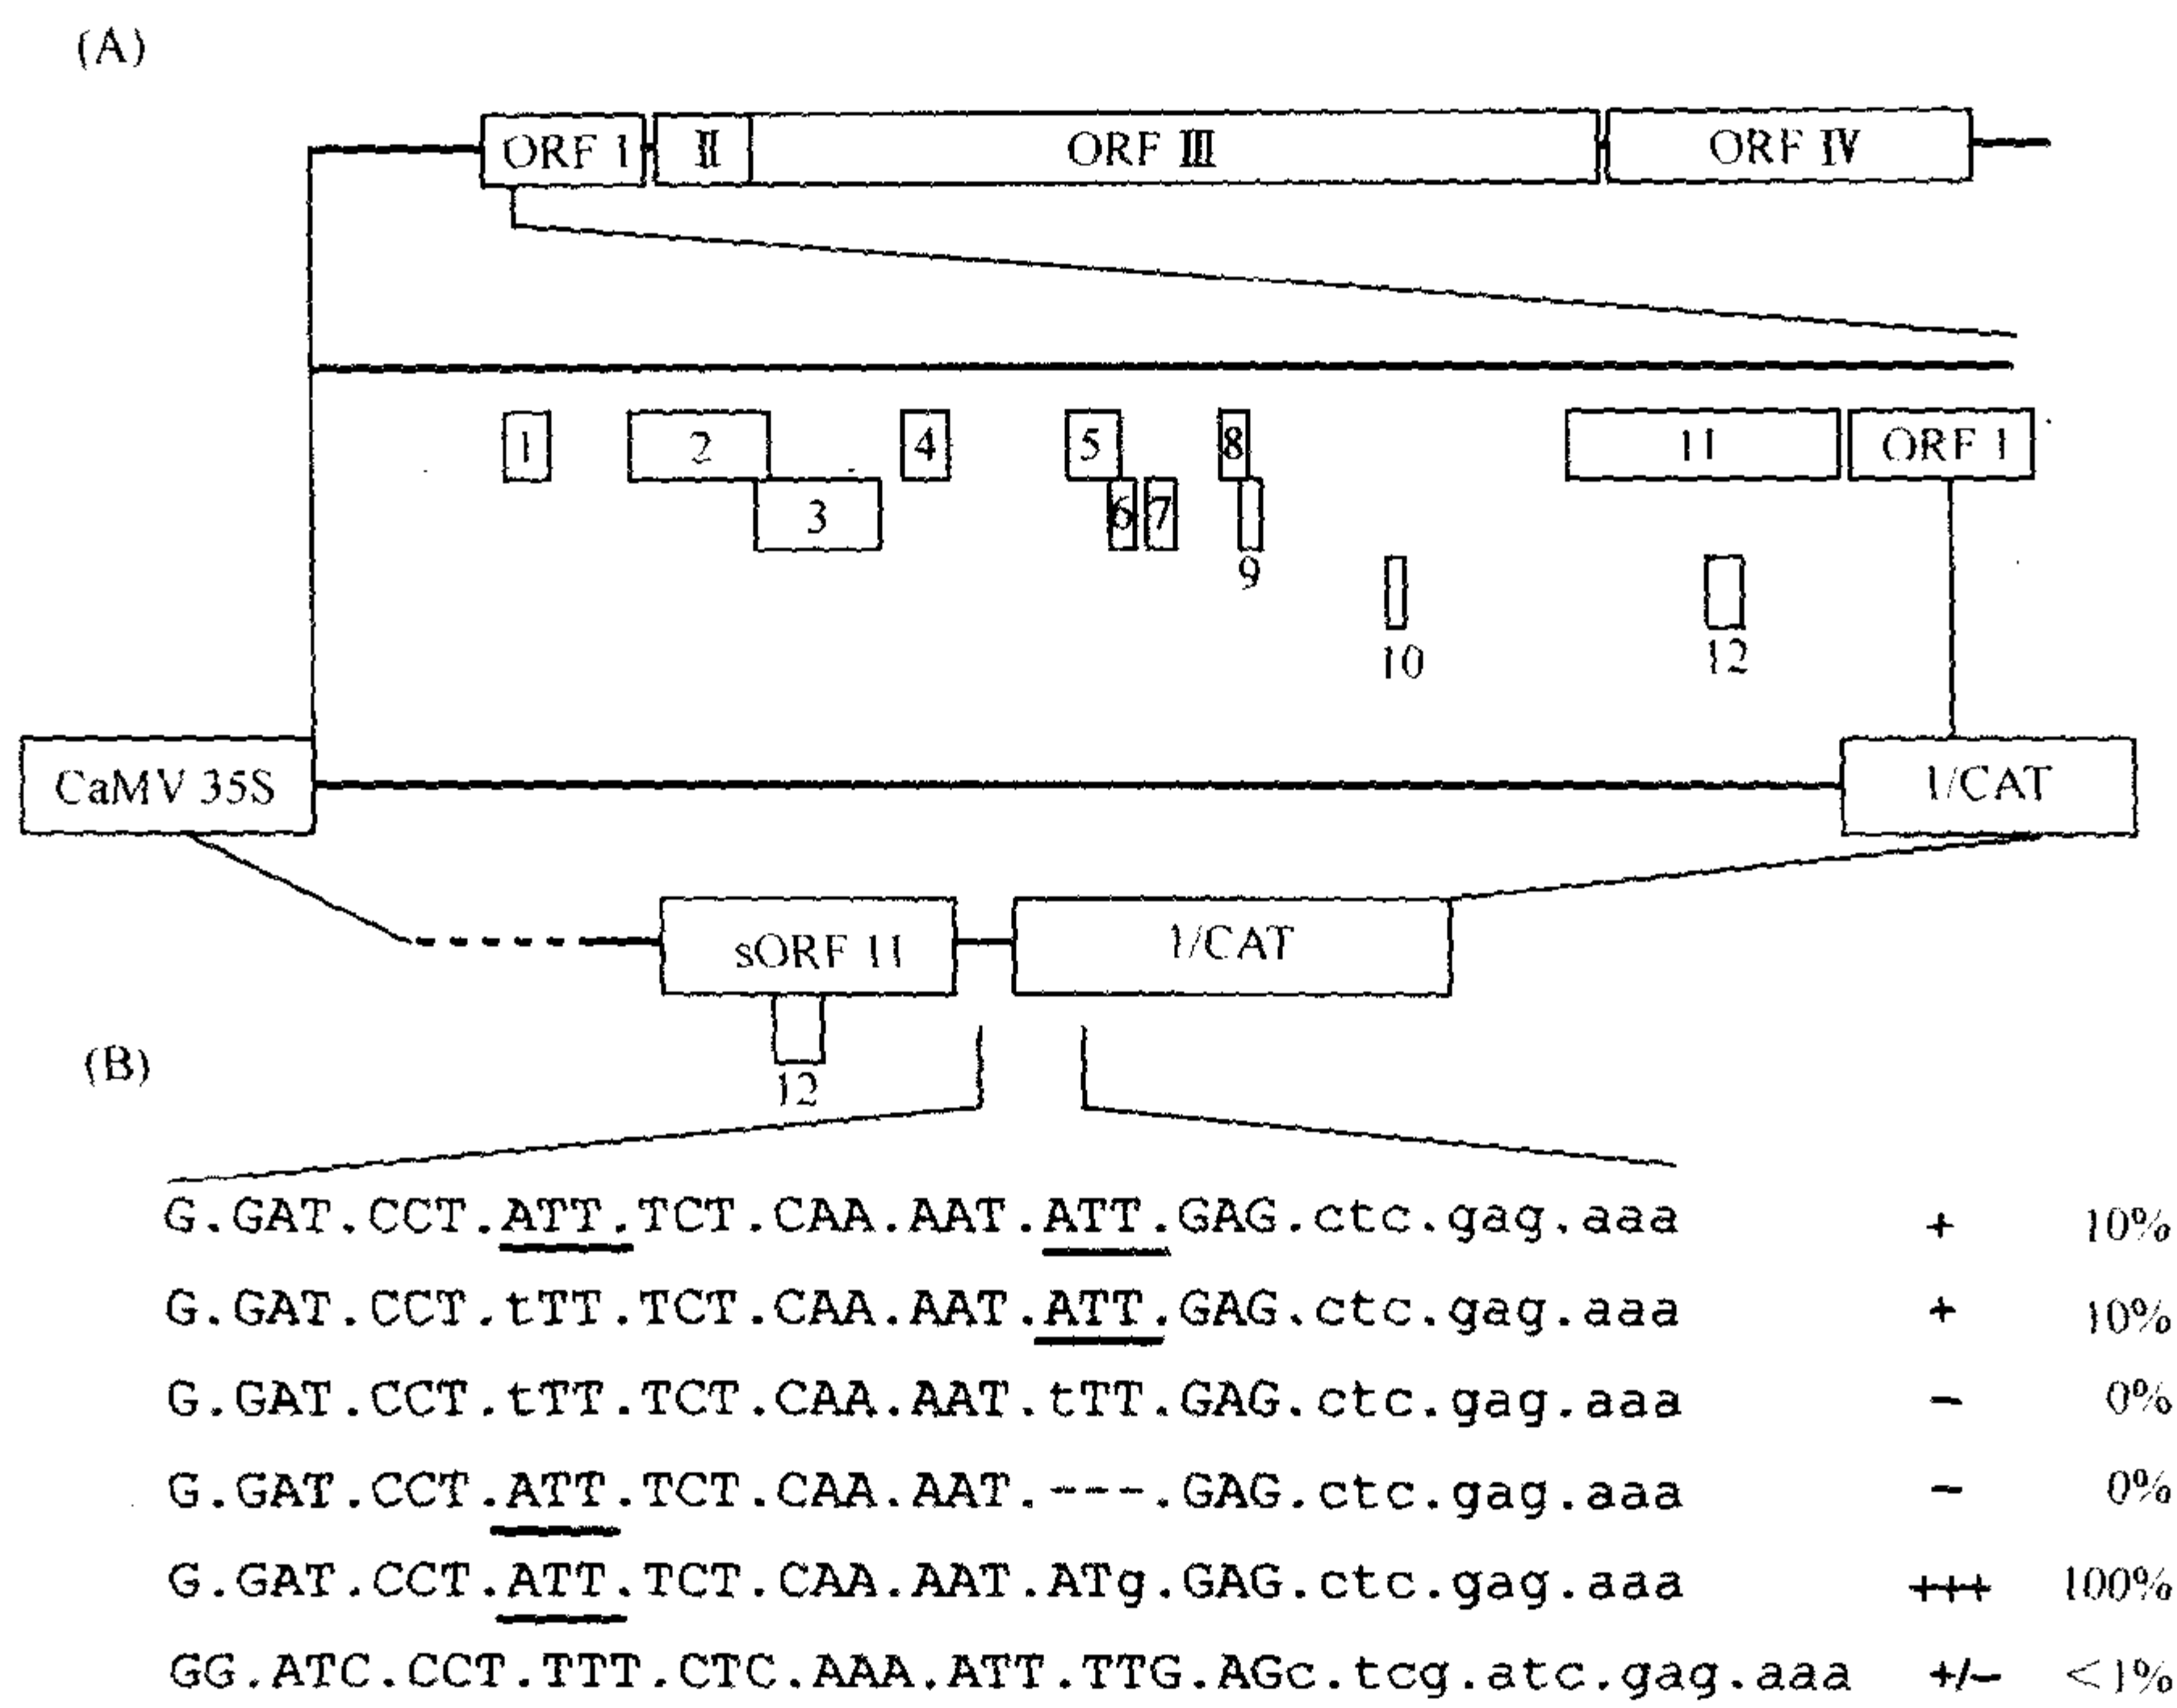 (A)
ORF 1 II ORF III ORF IV
1 2 4 5 8 11 ORF 1
3 6 7
9
10 12
CaMV 35S 1/CAT
sORF 11 1/CAT
12
(B)
G.GAT.CCT.ATT.TCT.CAA.AAT.ATT.GAG.ctc.gag.aaa + 10%
G.GAT.CCT.tTT.TCT.CAA.AAT.ATT.GAG.ctc.gag.aaa + 10%
G.GAT.CCT.tTT.TCT.CAA.AAT.tTT.GAG.ctc.gag.aaa − 0%
G.GAT.CCT.ATT.TCT.CAA.AAT.---.GAG.ctc.gag.aaa − 0%
G.GAT.CCT.ATT.TCT.CAA.AAT.ATg.GAG.ctc.gag.aaa +++ 100%
GG.ATC.CCT.TTT.CTC.AAA.ATT.TTG.AGc.tcg.atc.gag.aaa +/− <1%